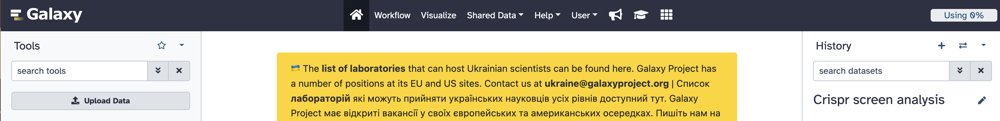 Galaxy
Workflow Visualize Shared Data Help User
Using 0%
Tools
search tools
Upload Data
The list of laboratories that can host Ukrainian scientists can be found here. Galaxy Project has
a number of positions at its EU and US sites. Contact us at ukraine@galaxyproject.org | Список
лабораторій які можуть прийняти українських науковців усіх рівнів доступний тут. Galaxy
Project має відкриті вакансії у своїх європейських та американських осередках. Пишіть нам на
History
search datasets
Crispr screen analysis